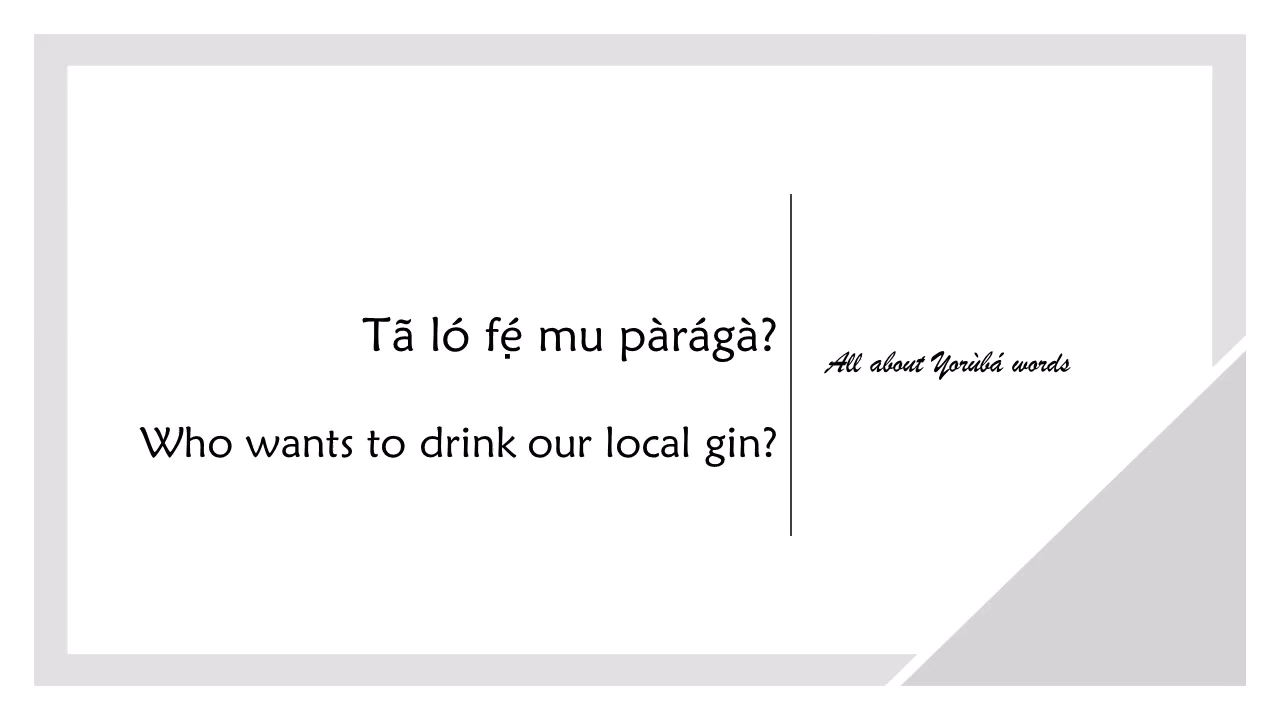 Tã ló fẹ́ mu pàrágà?
Who wants to drink our local gin?
All about Yorùbá words